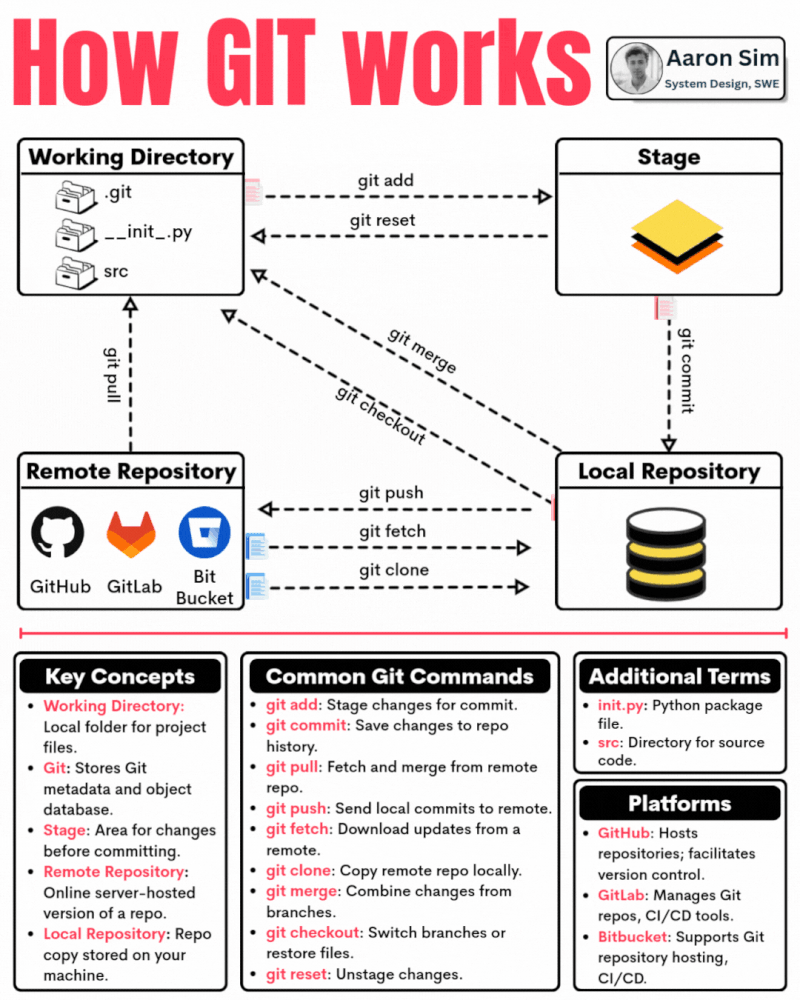 How GIT works
Aaron Sim
System Design, SWE
Working Directory
.git
__init_.py
src
git add
git reset
Stage
git merge
git checkout
git pull
git commit
Remote Repository
GitHub
GitLab
Bit
Bucket
git push
git fetch
git clone
Local Repository
Key Concepts
• Working Directory:
Local folder for project
files.
• Git: Stores Git
metadata and object
database.
• Stage: Area for changes
before committing.
• Remote Repository:
Online server-hosted
version of a repo.
• Local Repository: Repo
copy stored on your
machine.
Common Git Commands
• git add: Stage changes for commit.
• git commit: Save changes to repo
history.
• git pull: Fetch and merge from remote
repo.
• git push: Send local commits to remote.
• git fetch: Download updates from a
remote.
• git clone: Copy remote repo locally.
• git merge: Combine changes from
branches.
• git checkout: Switch branches or
restore files.
• git reset: Unstage changes.
Additional Terms
• init.py: Python package
file.
• src: Directory for source
code.
Platforms
• GitHub: Hosts
repositories; facilitates
version control.
• GitLab: Manages Git
repos, CI/CD tools.
• Bitbucket: Supports Git
repository hosting,
CI/CD.